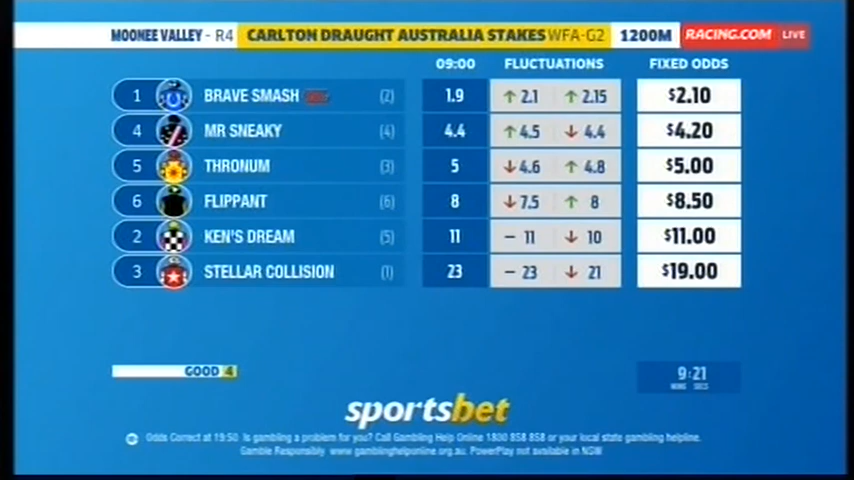 MOONEE VALLEY - R4 CARLTON DRAUGHT AUSTRALIA STAKES WFA-G2 1200M RACING.COM LIVE
09:00 FLUCTUATIONS FIXED ODDS
1 BRAVE SMASH (2) 1.9 ↑ 2.1 ↑ 2.15 $2.10
4 MR SNEAKY (4) 4.4 ↑ 4.5 ↓ 4.4 $4.20
5 THRONUM (3) 5 ↓ 4.6 ↑ 4.8 $5.00
6 FLIPPANT (6) 8 ↓ 7.5 ↑ 8 $8.50
2 KEN'S DREAM (5) 11 – 11 ↓ 10 $11.00
3 STELLAR COLLISION (1) 23 – 23 ↓ 21 $19.00
GOOD 4
9:21
MINS SECS
sportsbet
Odds Correct at 19:50. Is gambling a problem for you? Call Gambling Help Online 1800 858 858 or your local state gambling helpline.
Gamble Responsibly www.gamblinghelponline.org.au. PowerPlay not available in NSW